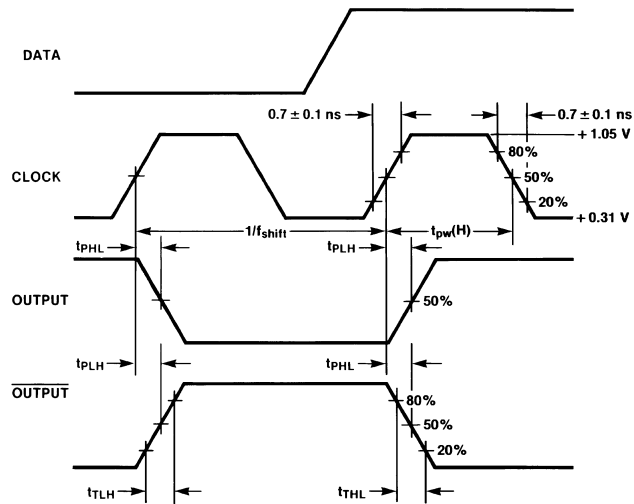 DATA
0.7 ± 0.1 ns
0.7 ± 0.1 ns
+ 1.05 V
80%
CLOCK
50%
20%
+ 0.31 V
1/fshift
tpw(H)
tPHL
tPLH
OUTPUT
50%
tPLH
tPHL
OUTPUT
80%
50%
20%
tTLH
tTHL